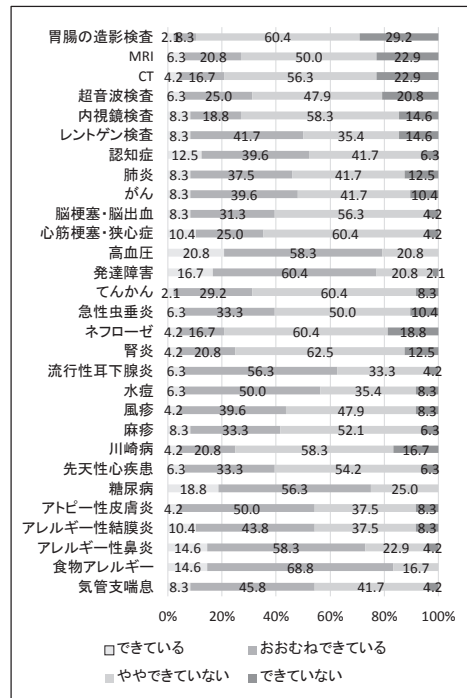 胃腸の造影検査 2.1 8.3 60.4 29.2
MRI 6.3 20.8 50.0 22.9
CT 4.2 16.7 56.3 22.9
超音波検査 6.3 25.0 47.9 20.8
内視鏡検査 8.3 18.8 58.3 14.6
レントゲン検査 8.3 41.7 35.4 14.6
認知症 12.5 39.6 41.7 6.3
肺炎 8.3 37.5 41.7 12.5
がん 8.3 39.6 41.7 10.4
脳梗塞・脳出血 8.3 31.3 56.3 4.2
心筋梗塞・狭心症 10.4 25.0 60.4 4.2
高血圧 20.8 58.3 20.8
発達障害 16.7 60.4 20.8 2.1
てんかん 2.1 29.2 60.4 8.3
急性虫垂炎 6.3 33.3 50.0 10.4
ネフローゼ 4.2 16.7 60.4 18.8
腎炎 4.2 20.8 62.5 12.5
流行性耳下腺炎 6.3 56.3 33.3 4.2
水痘 6.3 50.0 35.4 8.3
風疹 4.2 39.6 47.9 8.3
麻疹 8.3 33.3 52.1 6.3
川崎病 4.2 20.8 58.3 16.7
先天性心疾患 6.3 33.3 54.2 6.3
糖尿病 18.8 56.3 25.0
アトピー性皮膚炎 4.2 50.0 37.5 8.3
アレルギー性結膜炎 10.4 43.8 37.5 8.3
アレルギー性鼻炎 14.6 58.3 22.9 4.2
食物アレルギー 14.6 68.8 16.7
気管支喘息 8.3 45.8 41.7 4.2
0% 20% 40% 60% 80% 100%
できている おおむねできている
ややできていない できていない